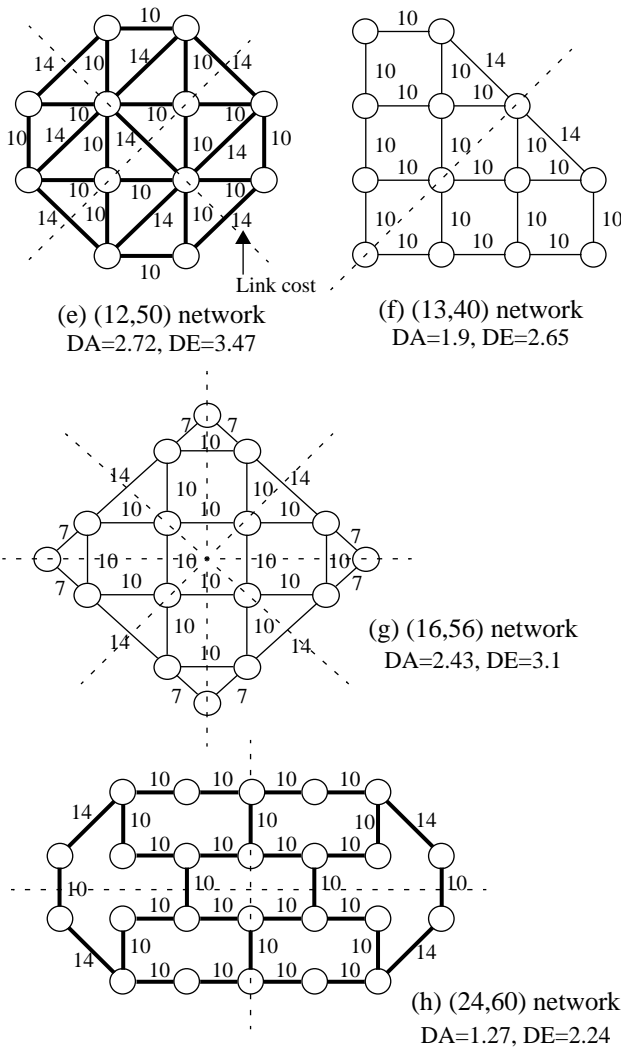 10
14 10 14 10 14
10 10 10
10 14 10 14 10 14
10 10 10
14 10 14 10 14
10
Link cost
(e) (12,50) network
DA=2.72, DE=3.47
10
14
10 10
10 10
14
10 10 10
10 10 10
10 10 10 10
10 10 10
(f) (13,40) network
DA=1.9, DE=2.65
7 7
10
14 14
10 10
10 10 10
7 7
10 10 10 10
7 7
10 10 10
10 10
14 14
10
7 7
(g) (16,56) network
DA=2.43, DE=3.1
10 10 10 10
14 10 10 10 14
10 10 10 10
10 10 10 10
10 10 10 10
10 10 10
14 14
10 10 10 10
(h) (24,60) network
DA=1.27, DE=2.24